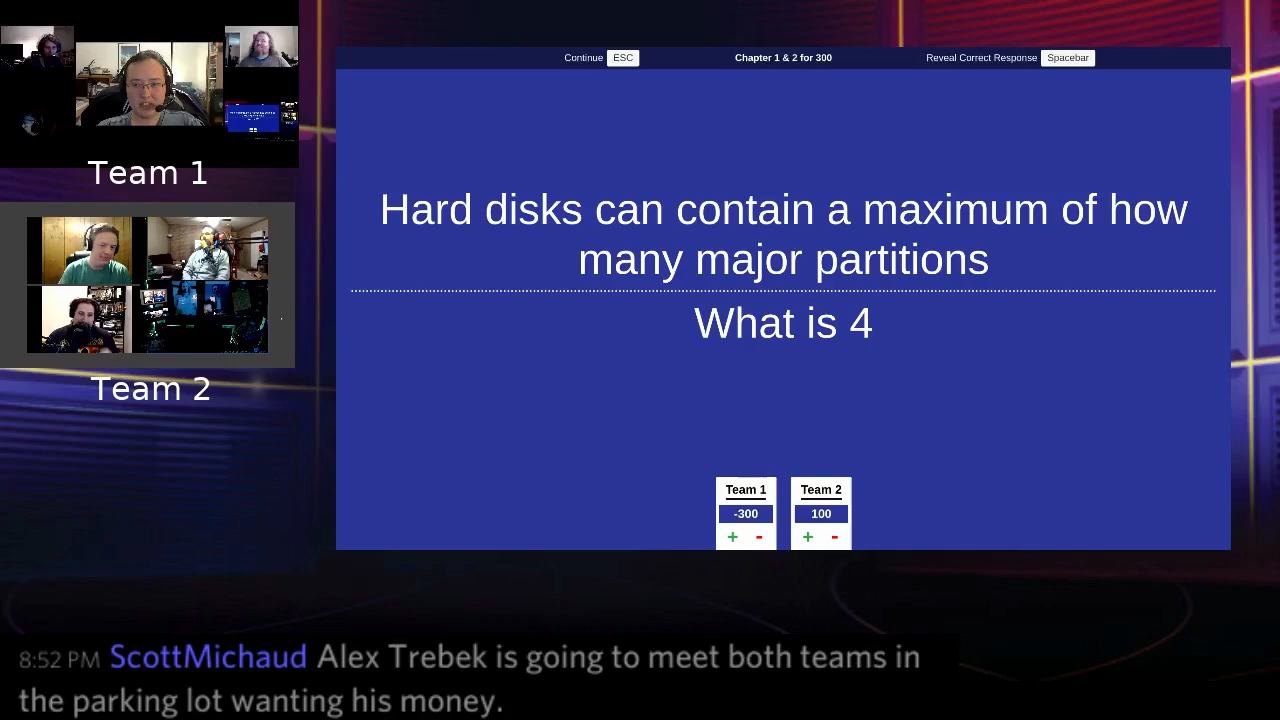 Continue ESC
Chapter 1 & 2 for 300
Reveal Correct Response Spacebar
Team 1
Team 2
Hard disks can contain a maximum of how
many major partitions
What is 4
Team 1
-300
+ -
Team 2
100
+ -
8:52 PM ScottMichaud Alex Trebek is going to meet both teams in
the parking lot wanting his money.